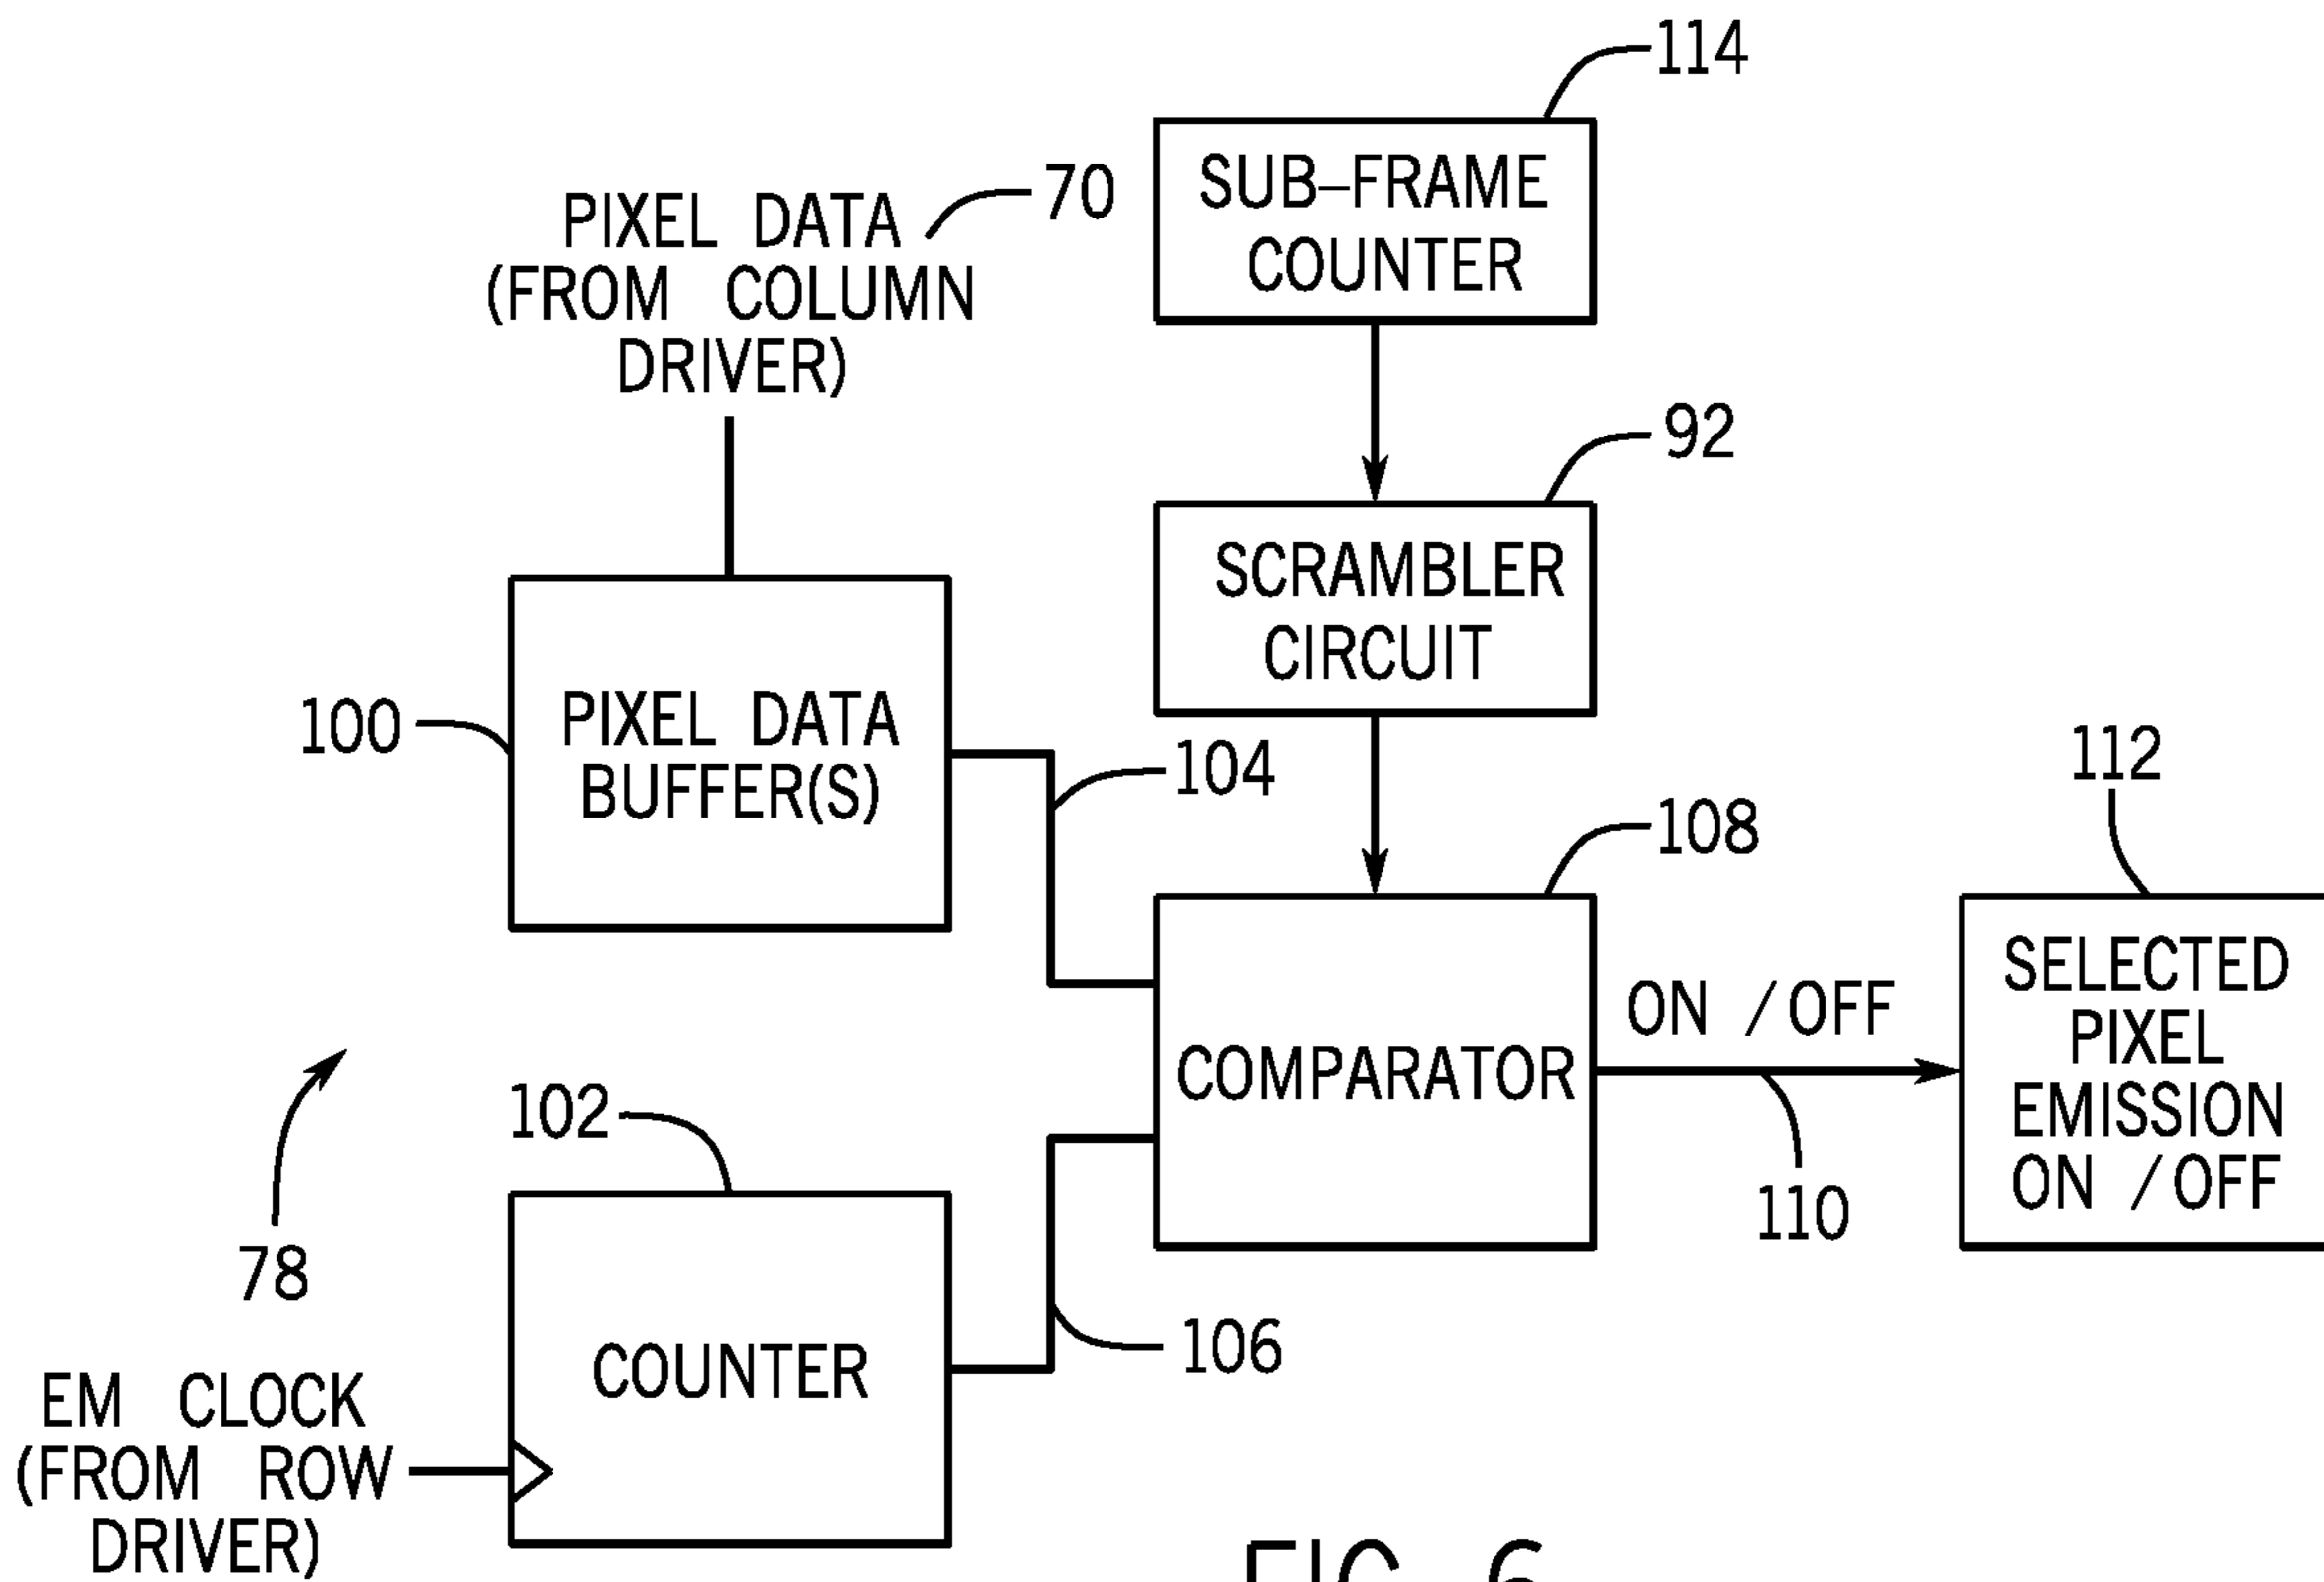 114
SUB-FRAME
COUNTER
PIXEL DATA
(FROM COLUMN
DRIVER)
70
92
SCRAMBLER
CIRCUIT
100
PIXEL DATA
BUFFER(S)
104
108
112
COMPARATOR
ON /OFF
110
SELECTED
PIXEL
EMISSION
ON /OFF
78
102
COUNTER
106
EM CLOCK
(FROM ROW
DRIVER)
FIG. 6